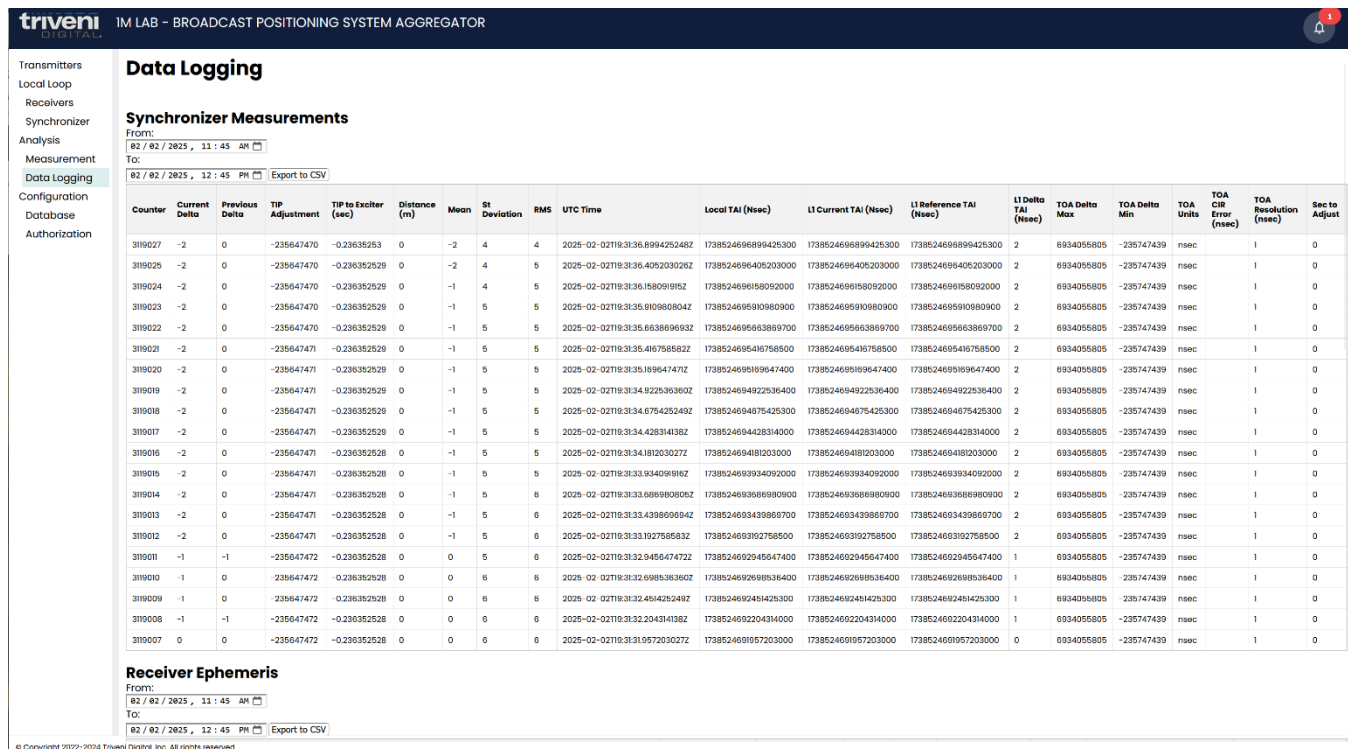 triveni
DIGITAL
1M LAB - BROADCAST POSITIONING SYSTEM AGGREGATOR
1
Transmitters
Local Loop
Receivers
Synchronizer
Analysis
Measurement
Data Logging
Configuration
Database
Authorization
Data Logging
Synchronizer Measurements
From:
02/02/2025, 11:45 AM
To:
02/02/2025, 12:45 PM Export to CSV
Counter Current Delta Previous Delta TIP Adjustment TIP to Exciter (sec) Distance (m) Mean St Deviation RMS UTC Time Local TAI (Nsec) L1 Current TAI (Nsec) L1 Reference TAI (Nsec) L1 Delta TAI (Nsec) TOA Delta Max TOA Delta Min TOA Units TOA CIR Error (nsec) TOA Resolution (nsec) Sec to Adjust
3119027 -2 0 -235647470 -0.23635253 0 -2 4 4 2025-02-02T19:31:36.899425248Z 1738524696899425300 1738524696899425300 1738524696899425300 2 6934055805 -235747439 nsec 1 0
3119025 -2 0 -235647470 -0.236352529 0 -2 4 5 2025-02-02T19:31:36.405203026Z 1738524696405203000 1738524696405203000 1738524696405203000 2 6934055805 -235747439 nsec 1 0
3119024 -2 0 -235647470 -0.236352529 0 -1 4 5 2025-02-02T19:31:36.158091915Z 1738524696158092000 1738524696158092000 1738524696158092000 2 6934055805 -235747439 nsec 1 0
3119023 -2 0 -235647470 -0.236352529 0 -1 5 5 2025-02-02T19:31:35.910980804Z 1738524695910980900 1738524695910980900 1738524695910980900 2 6934055805 -235747439 nsec 1 0
3119022 -2 0 -235647470 -0.236352529 0 -1 5 5 2025-02-02T19:31:35.663869693Z 1738524695663869700 1738524695663869700 1738524695663869700 2 6934055805 -235747439 nsec 1 0
3119021 -2 0 -235647471 -0.236352529 0 -1 5 5 2025-02-02T19:31:35.416758582Z 1738524695416758500 1738524695416758500 1738524695416758500 2 6934055805 -235747439 nsec 1 0
3119020 -2 0 -235647471 -0.236352529 0 -1 5 5 2025-02-02T19:31:35.169647471Z 1738524695169647400 1738524695169647400 1738524695169647400 2 6934055805 -235747439 nsec 1 0
3119019 -2 0 -235647471 -0.236352529 0 -1 5 5 2025-02-02T19:31:34.922536360Z 1738524694922536400 1738524694922536400 1738524694922536400 2 6934055805 -235747439 nsec 1 0
3119018 -2 0 -235647471 -0.236352529 0 -1 5 5 2025-02-02T19:31:34.675425249Z 1738524694675425300 1738524694675425300 1738524694675425300 2 6934055805 -235747439 nsec 1 0
3119017 -2 0 -235647471 -0.236352529 0 -1 5 5 2025-02-02T19:31:34.428314138Z 1738524694428314000 1738524694428314000 1738524694428314000 2 6934055805 -235747439 nsec 1 0
3119016 -2 0 -235647471 -0.236352528 0 -1 5 5 2025-02-02T19:31:34.181203027Z 1738524694181203000 1738524694181203000 1738524694181203000 2 6934055805 -235747439 nsec 1 0
3119015 -2 0 -235647471 -0.236352528 0 -1 5 6 2025-02-02T19:31:33.934091916Z 1738524693934092000 1738524693934092000 1738524693934092000 2 6934055805 -235747439 nsec 1 0
3119014 -2 0 -235647471 -0.236352528 0 -1 5 6 2025-02-02T19:31:33.686980805Z 1738524693686980900 1738524693686980900 1738524693686980900 2 6934055805 -235747439 nsec 1 0
3119013 -2 0 -235647471 -0.236352528 0 -1 5 6 2025-02-02T19:31:33.439869694Z 1738524693439869700 1738524693439869700 1738524693439869700 2 6934055805 -235747439 nsec 1 0
3119012 -2 0 -235647471 -0.236352528 0 -1 5 6 2025-02-02T19:31:33.192758583Z 1738524693192758500 1738524693192758500 1738524693192758500 2 6934055805 -235747439 nsec 1 0
3119011 -1 -1 -235647472 -0.236352528 0 0 5 6 2025-02-02T19:31:32.945647472Z 1738524692945647400 1738524692945647400 1738524692945647400 1 6934055805 -235747439 nsec 1 0
3119010 -1 0 -235647472 -0.236352528 0 0 6 6 2025-02-02T19:31:32.698536360Z 1738524692698536400 1738524692698536400 1738524692698536400 1 6934055805 -235747439 nsec 1 0
3119009 -1 0 -235647472 -0.236352528 0 0 6 6 2025-02-02T19:31:32.451425249Z 1738524692451425300 1738524692451425300 1738524692451425300 1 6934055805 -235747439 nsec 1 0
3119008 -1 -1 -235647472 -0.236352528 0 0 6 6 2025-02-02T19:31:32.204314138Z 1738524692204314000 1738524692204314000 1738524692204314000 1 6934055805 -235747439 nsec 1 0
3119007 0 0 -235647472 -0.236352528 0 0 6 6 2025-02-02T19:31:31.957203027Z 1738524691957203000 1738524691957203000 1738524691957203000 0 6934055805 -235747439 nsec 1 0
Receiver Ephemeris
From:
02/02/2025, 11:45 AM
To:
02/02/2025, 12:45 PM Export to CSV
© Copyright 2022-2024 Triveni Digital, Inc. All rights reserved